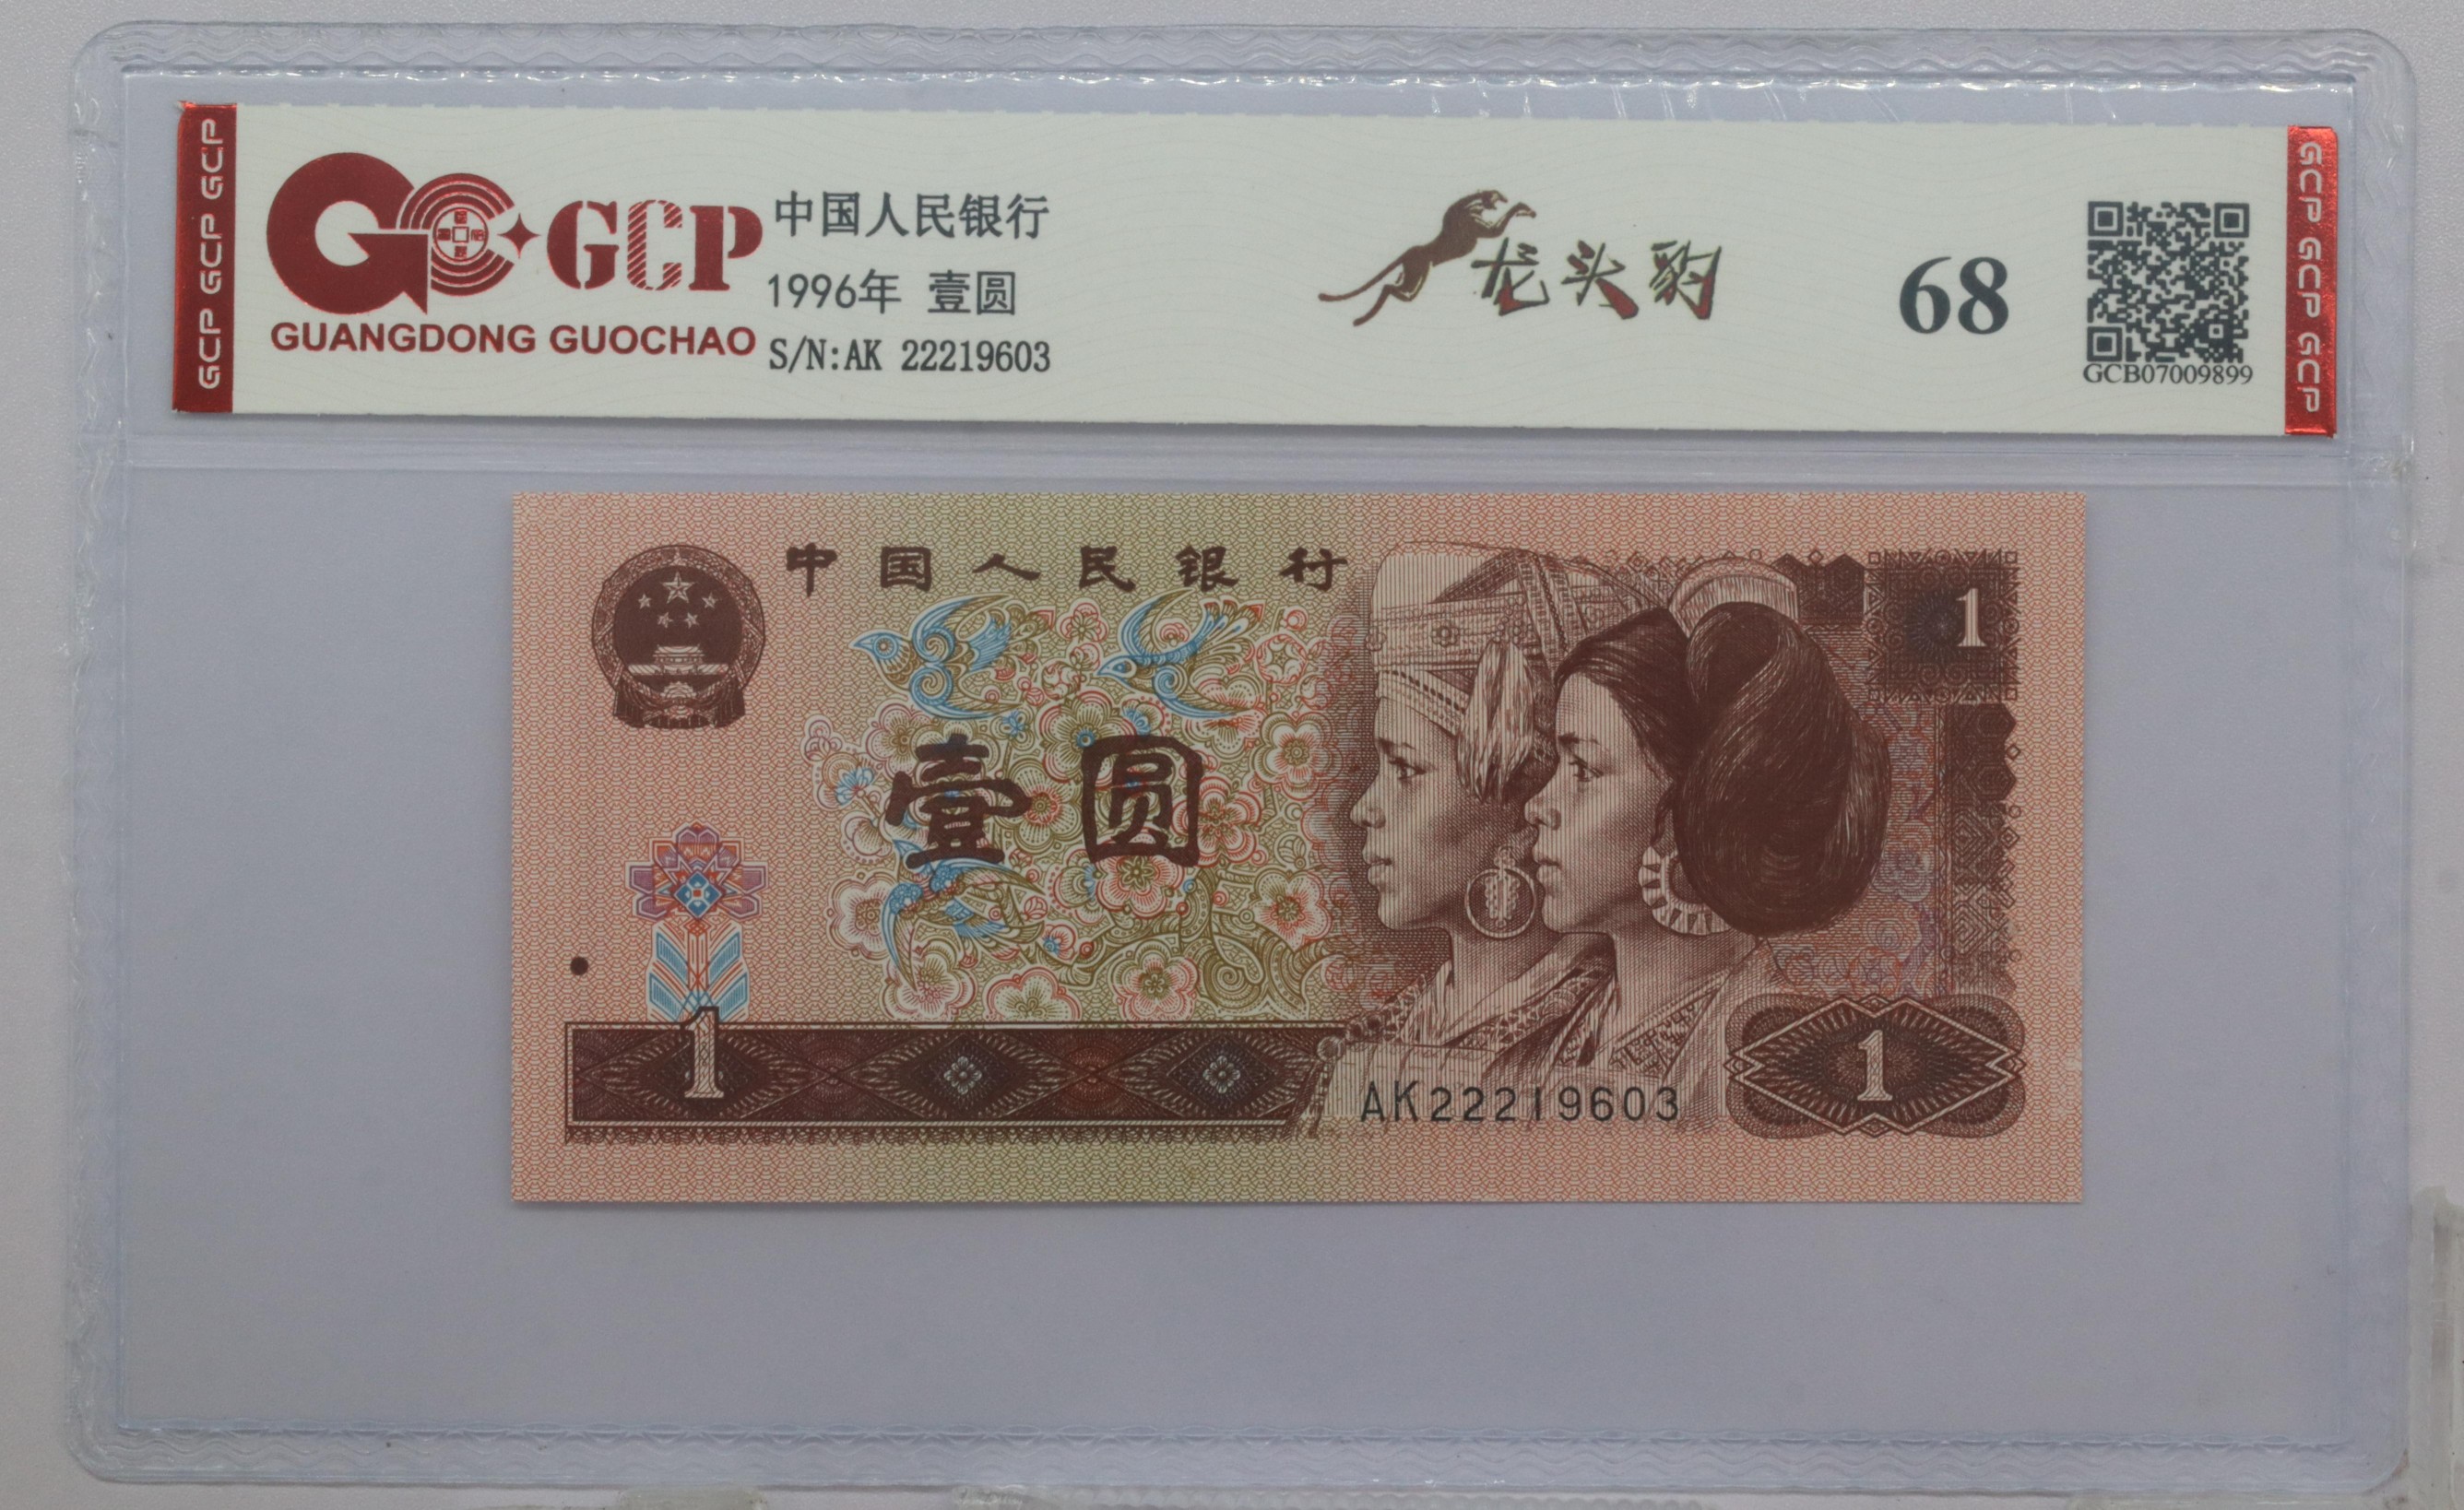 GCP GCP GCP
GCP
GUANGDONG GUOCHAO
中国人民银行
1996年 壹圆
S/N:AK 22219603
龙头豹
68
GCB07009899
GCP GCP GCP
中国人民银行
1
壹圆
1
1
AK22219603